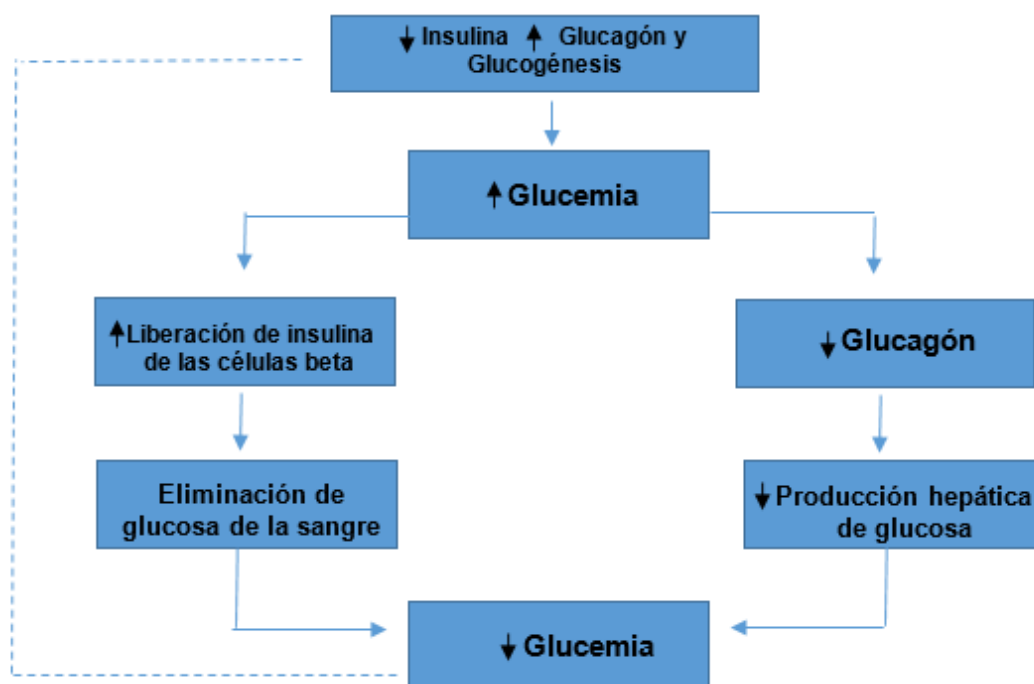 ↓ Insulina ↑ Glucagón y
Glucogénesis
↑ Glucemia
↑ Liberación de insulina
de las células beta
↓ Glucagón
Eliminación de
glucosa de la sangre
↓ Producción hepática
de glucosa
↓ Glucemia